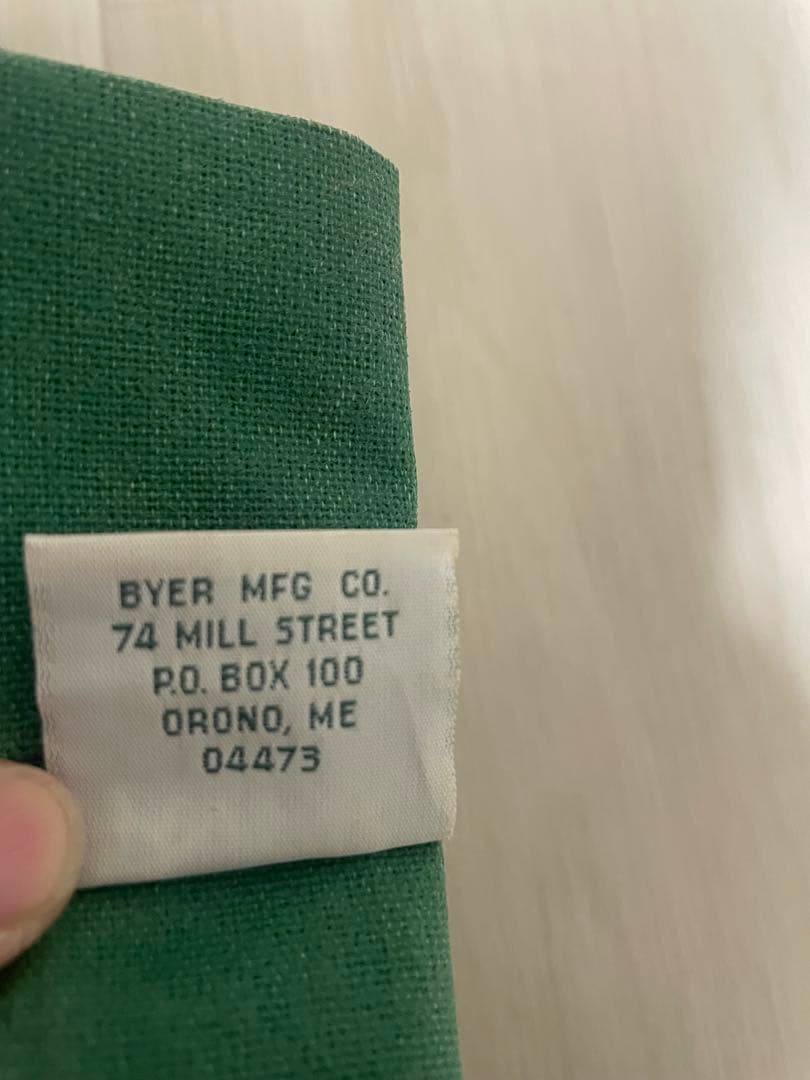 BYER MFG CO.
74 MILL STREET
P.O. BOX 100
ORONO, ME
04473